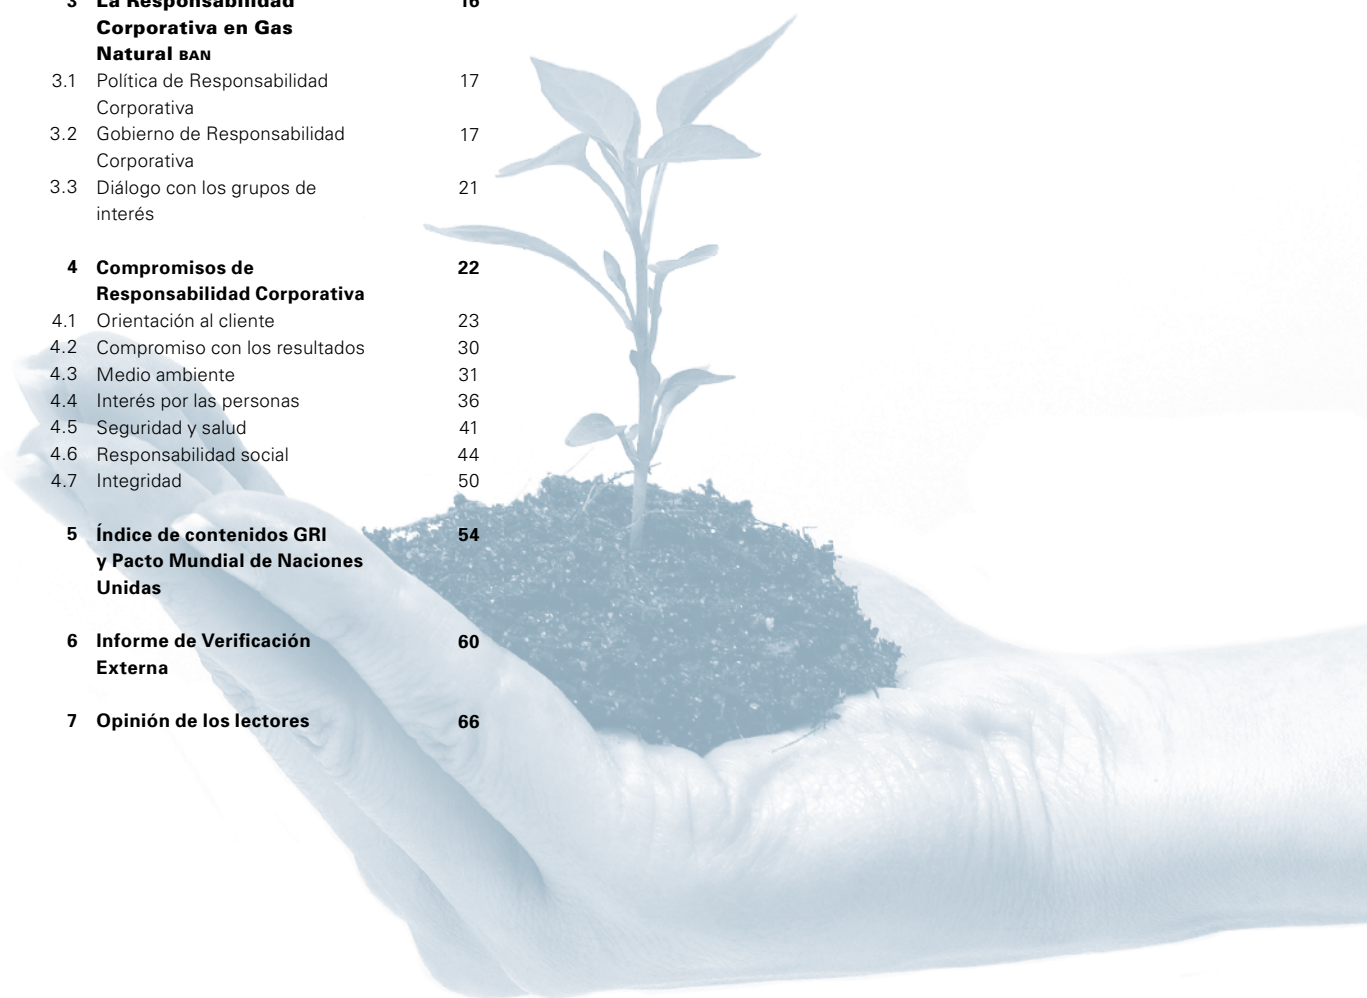 3 La Responsabilidad 16
Corporativa en Gas
Natural BAN
3.1 Política de Responsabilidad 17
Corporativa
3.2 Gobierno de Responsabilidad 17
Corporativa
3.3 Diálogo con los grupos de 21
interés
4 Compromisos de 22
Responsabilidad Corporativa
4.1 Orientación al cliente 23
4.2 Compromiso con los resultados 30
4.3 Medio ambiente 31
4.4 Interés por las personas 36
4.5 Seguridad y salud 41
4.6 Responsabilidad social 44
4.7 Integridad 50
5 Índice de contenidos GRI 54
y Pacto Mundial de Naciones
Unidas
6 Informe de Verificación 60
Externa
7 Opinión de los lectores 66